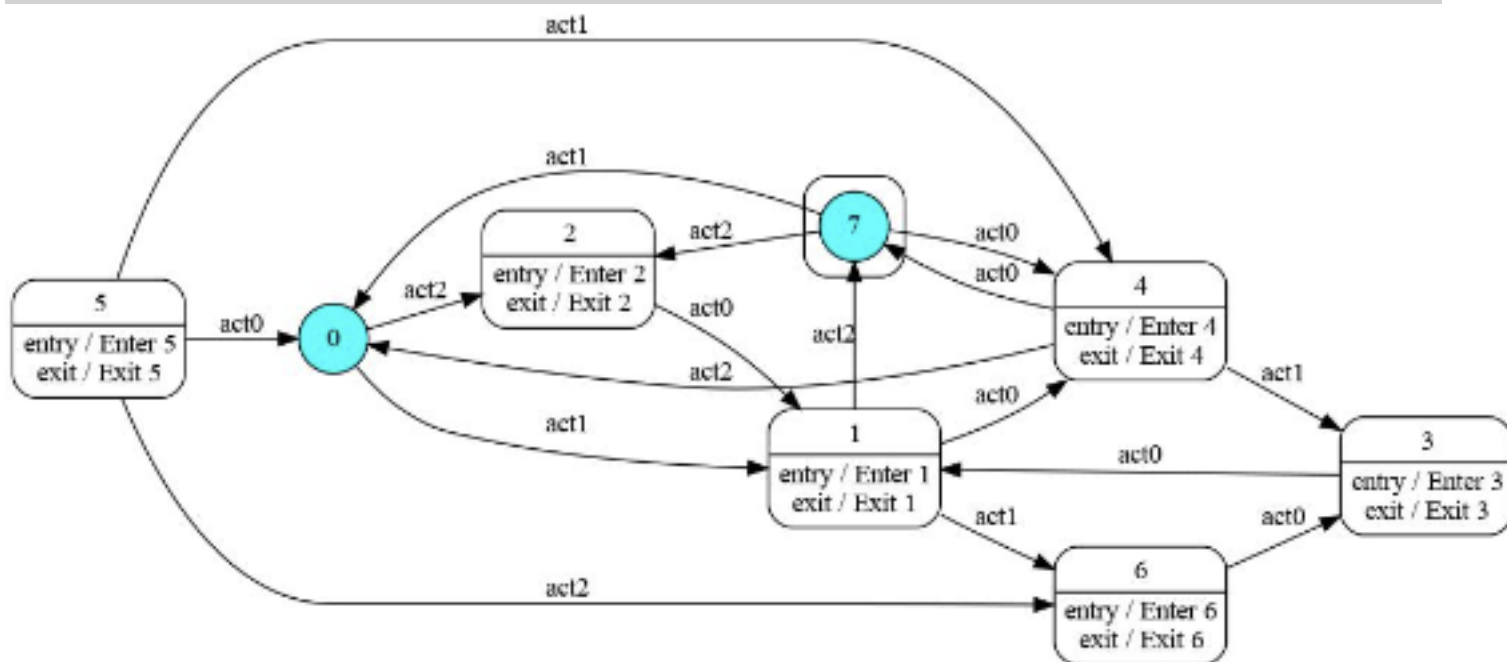 act1
act1
7
act2
act0
2
entry / Enter 2
exit / Exit 2
act0
4
entry / Enter 4
exit / Exit 4
5
entry / Enter 5
exit / Exit 5
act0
0
act2
act0
act2
act2
act0
act1
act1
1
entry / Enter 1
exit / Exit 1
act0
3
entry / Enter 3
exit / Exit 3
act1
act0
6
entry / Enter 6
exit / Exit 6
act2